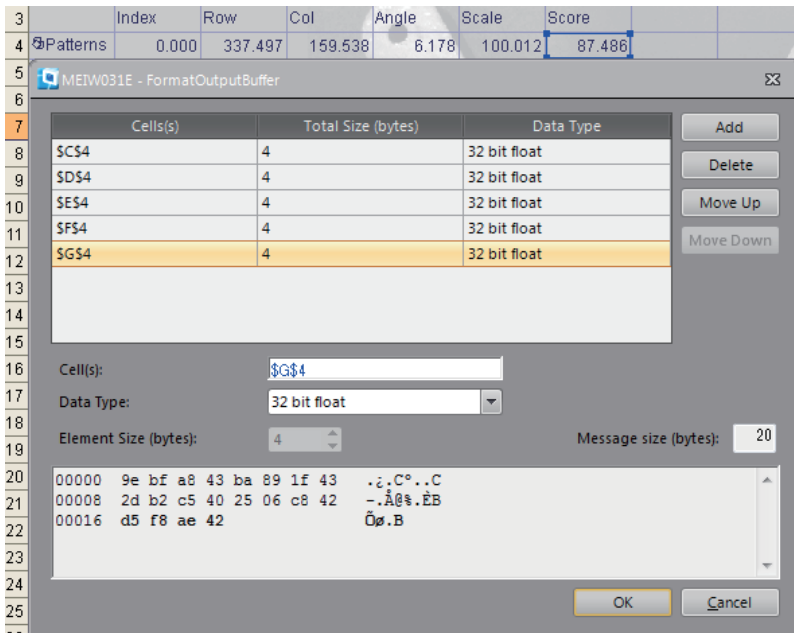 3 Index Row Col Angle Scale Score
4 Patterns 0.000 337.497 159.538 6.178 100.012 87.486
5 MEIW031E - FormatOutputBuffer
6
7 Cells(s) Total Size (bytes) Data Type Add
8 $C$4 4 32 bit float
9 $D$4 4 32 bit float Delete
10 $E$4 4 32 bit float Move Up
11 $F$4 4 32 bit float Move Down
12 $G$4 4 32 bit float
13
14
15
16 Cell(s): $G$4
17 Data Type: 32 bit float
18 Element Size (bytes): 4 Message size (bytes): 20
19
20 00000 9e bf a8 43 ba 89 1f 43 .¿.Cº..C
21 00008 2d b2 c5 40 25 06 c8 42 -.Å@%.ÈB
22 00016 d5 f8 ae 42 Õø.B
23
24
25 OK Cancel